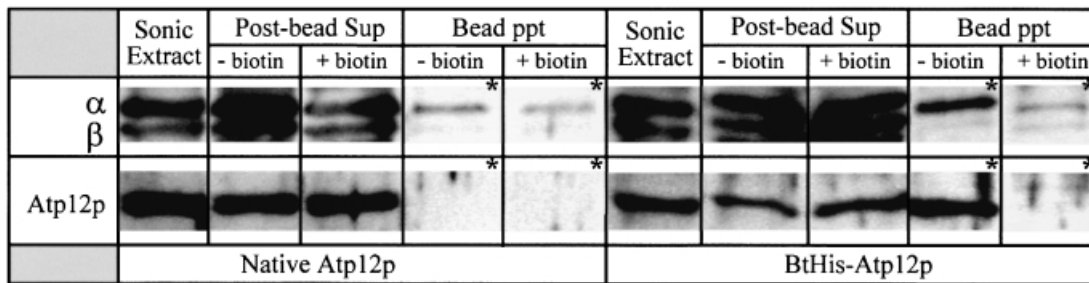 Sonic Extract Post-bead Sup Bead ppt Sonic Extract Post-bead Sup Bead ppt
- biotin + biotin - biotin + biotin - biotin + biotin - biotin + biotin
α * * * *
β
Atp12p * * * *
Native Atp12p BtHis-Atp12p